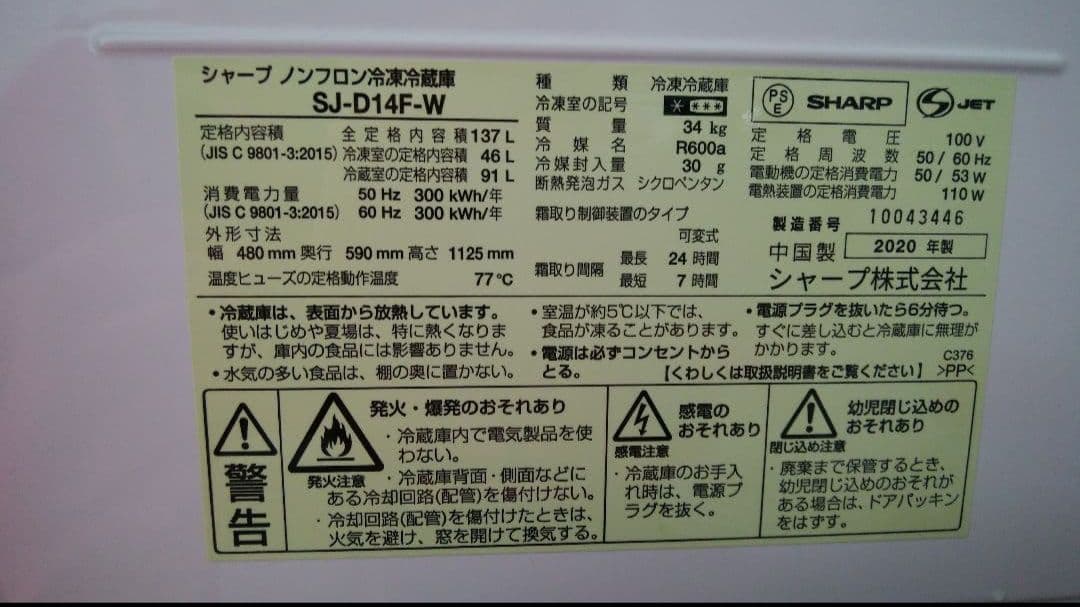 シャープ ノンフロン冷凍冷蔵庫
SJ-D14F-W
定格内容積 全定格内容積 137 L
(JIS C 9801-3:2015) 冷凍室の定格内容積 46 L
冷蔵室の定格内容積 91 L
消費電力量 50 Hz 300 kWh/年
(JIS C 9801-3:2015) 60 Hz 300 kWh/年
外形寸法
幅 480 mm 奥行 590 mm 高さ 1125 mm
温度ヒューズの定格動作温度 77℃
種類 冷凍冷蔵庫
冷凍室の記号 * ***
質量 34 kg
冷媒名 R600a
冷媒封入量 30 g
断熱発泡ガス シクロペンタン
霜取り制御装置のタイプ
可変式
霜取り間隔 最長 24 時間
最短 7 時間
PSE SHARP S JET
定格電圧 100 V
定格周波数 50 / 60 Hz
電動機の定格消費電力 50 / 53 W
電熱装置の定格消費電力 110 W
製造番号 10043446
中国製 2020 年製
シャープ株式会社
・冷蔵庫は、表面から放熱しています。
使いはじめや夏場は、特に熱くなりま
すが、庫内の食品には影響ありません。
・水気の多い食品は、棚の奥に置かない。
・室温が約5℃以下では、
食品が凍ることがあります。
・電源は必ずコンセントから
とる。
・電源プラグを抜いたら6分待つ。
すぐに差し込むと冷蔵庫に無理が
かかります。
C376
【くわしくは取扱説明書をご覧ください】 >PP<
警告
発火・爆発のおそれあり
発火注意
・冷蔵庫内で電気製品を使
わない。
・冷蔵庫背面・側面などに
ある冷却回路(配管)を傷付けない。
・冷却回路(配管)を傷付けたときは、
火気を避け、窓を開けて換気する。
感電の
おそれあり
感電注意
・冷蔵庫のお手入
れ時は、電源プ
ラグを抜く。
幼児閉じ込めの
おそれあり
閉じ込め注意
・廃棄まで保管するとき、
幼児閉じ込めのおそれが
ある場合は、ドアパッキン
をはずす。